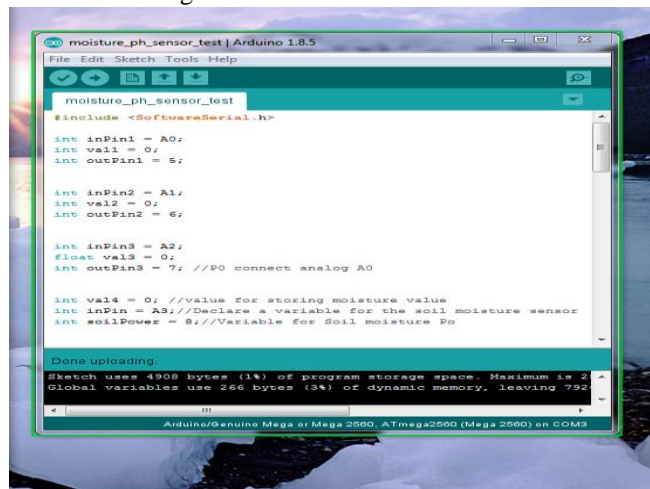 moisture_ph_sensor_test | Arduino 1.8.5
File Edit Sketch Tools Help
moisture_ph_sensor_test
#include <SoftwareSerial.h>
int inPin1 = A0;
int val1 = 0;
int outPin1 = 5;
int inPin2 = A1;
int val2 = 0;
int outPin2 = 6;
int inPin3 = A2;
float val3 = 0;
int outPin3 = 7; //P0 connect analog A0
int val4 = 0; //value for storing moisture value
int inPin = A3;//Declare a variable for the soil moisture sensor
int soilPower = 8;//Variable for Soil moisture Po
Done uploading.
Sketch uses 4908 bytes (1%) of program storage space. Maximum is 2
Global variables use 266 bytes (3%) of dynamic memory, leaving 792
Arduino/Genuino Mega or Mega 2560, ATmega2560 (Mega 2560) on COM3